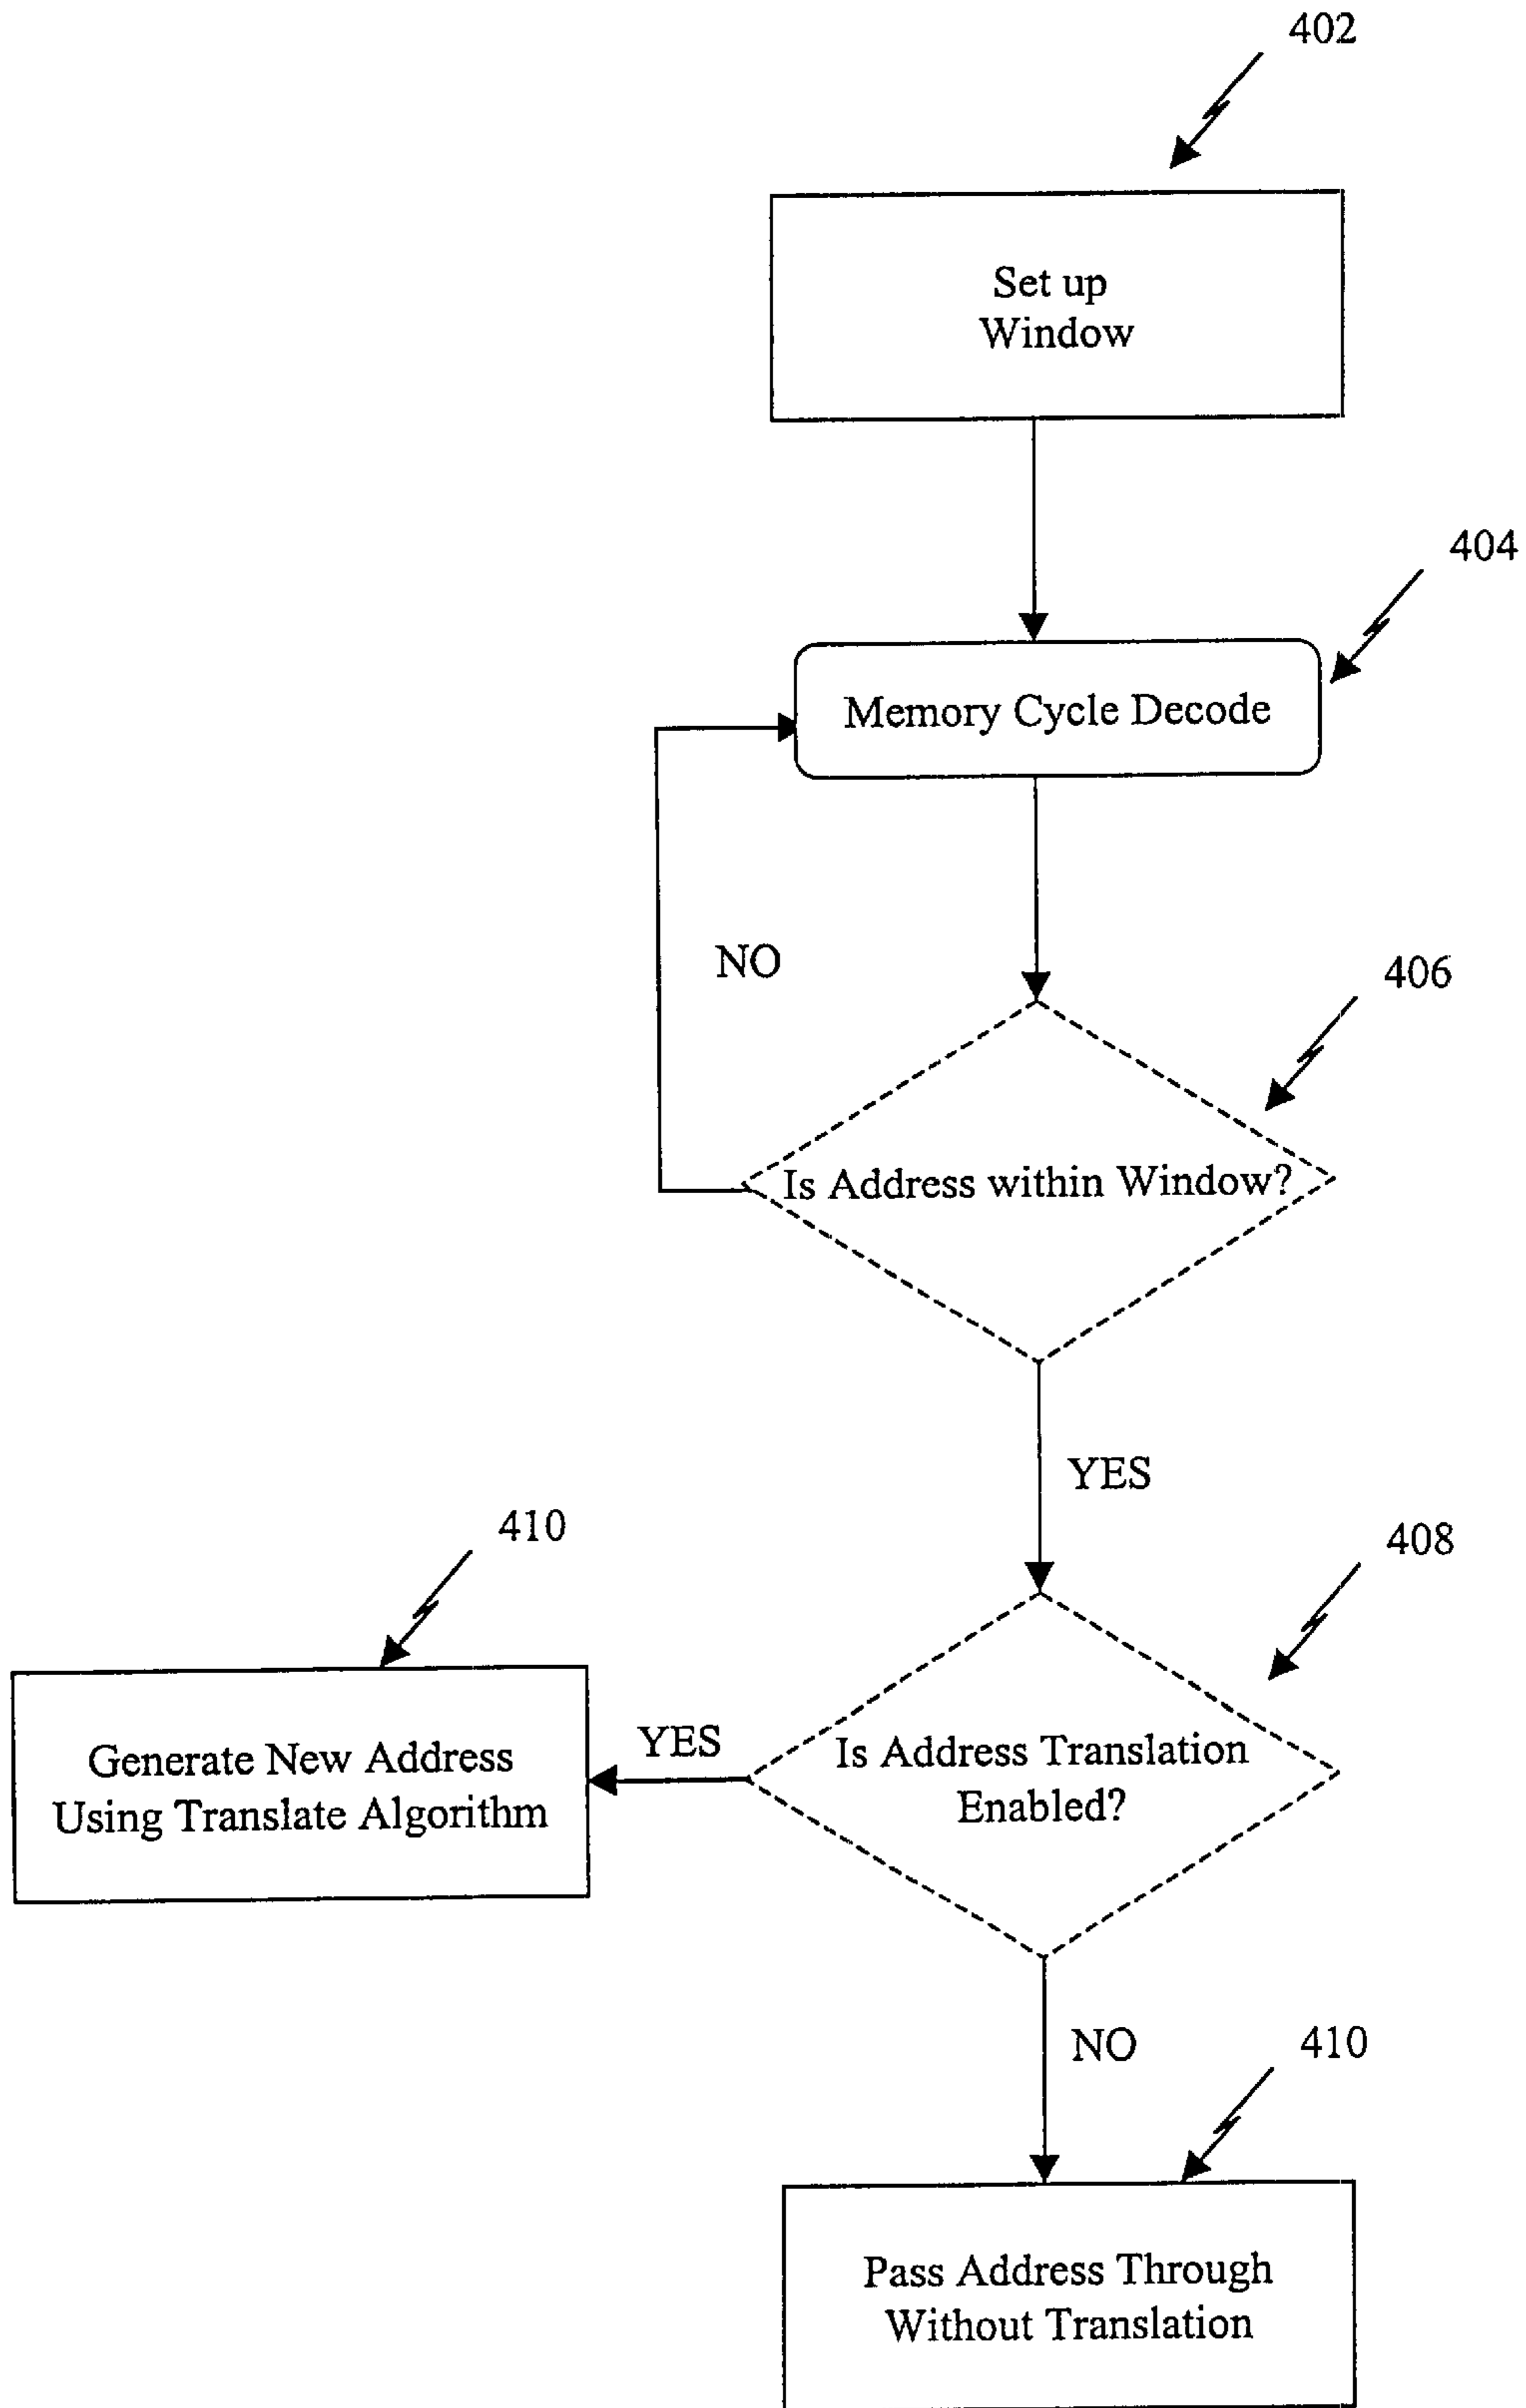 402
Set up
Window
404
Memory Cycle Decode
NO
406
Is Address within Window?
YES
410
408
Generate New Address
Using Translate Algorithm
YES
Is Address Translation
Enabled?
NO
410
Pass Address Through
Without Translation